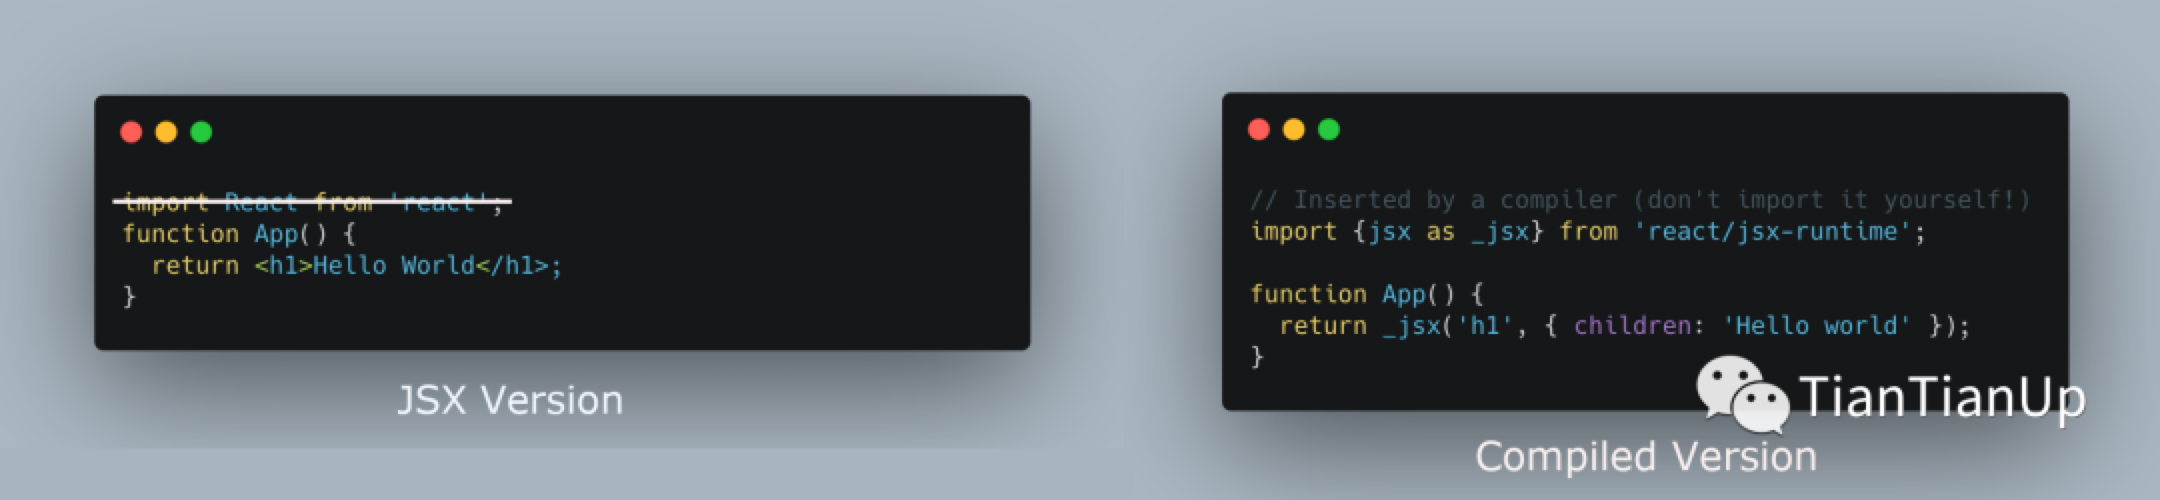 import React from 'react';
function App() {
  return <h1>Hello World</h1>;
}
JSX Version
// Inserted by a compiler (don't import it yourself!)
import {jsx as _jsx} from 'react/jsx-runtime';

function App() {
  return _jsx('h1', { children: 'Hello world' });
}
TianTianUp
Compiled Version